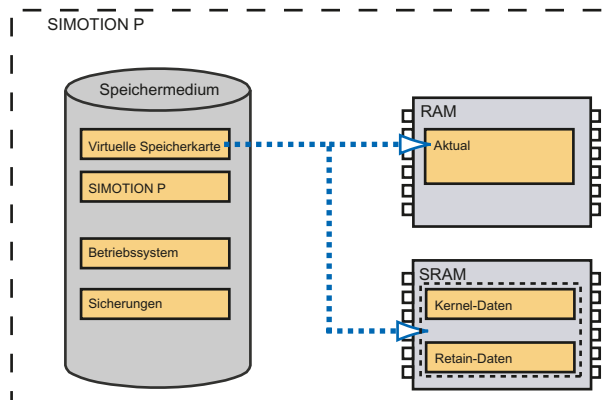 SIMOTION P
Speichermedium
Virtuelle Speicherkarte
SIMOTION P
Betriebssystem
Sicherungen
RAM
Aktual
SRAM
Kernel-Daten
Retain-Daten